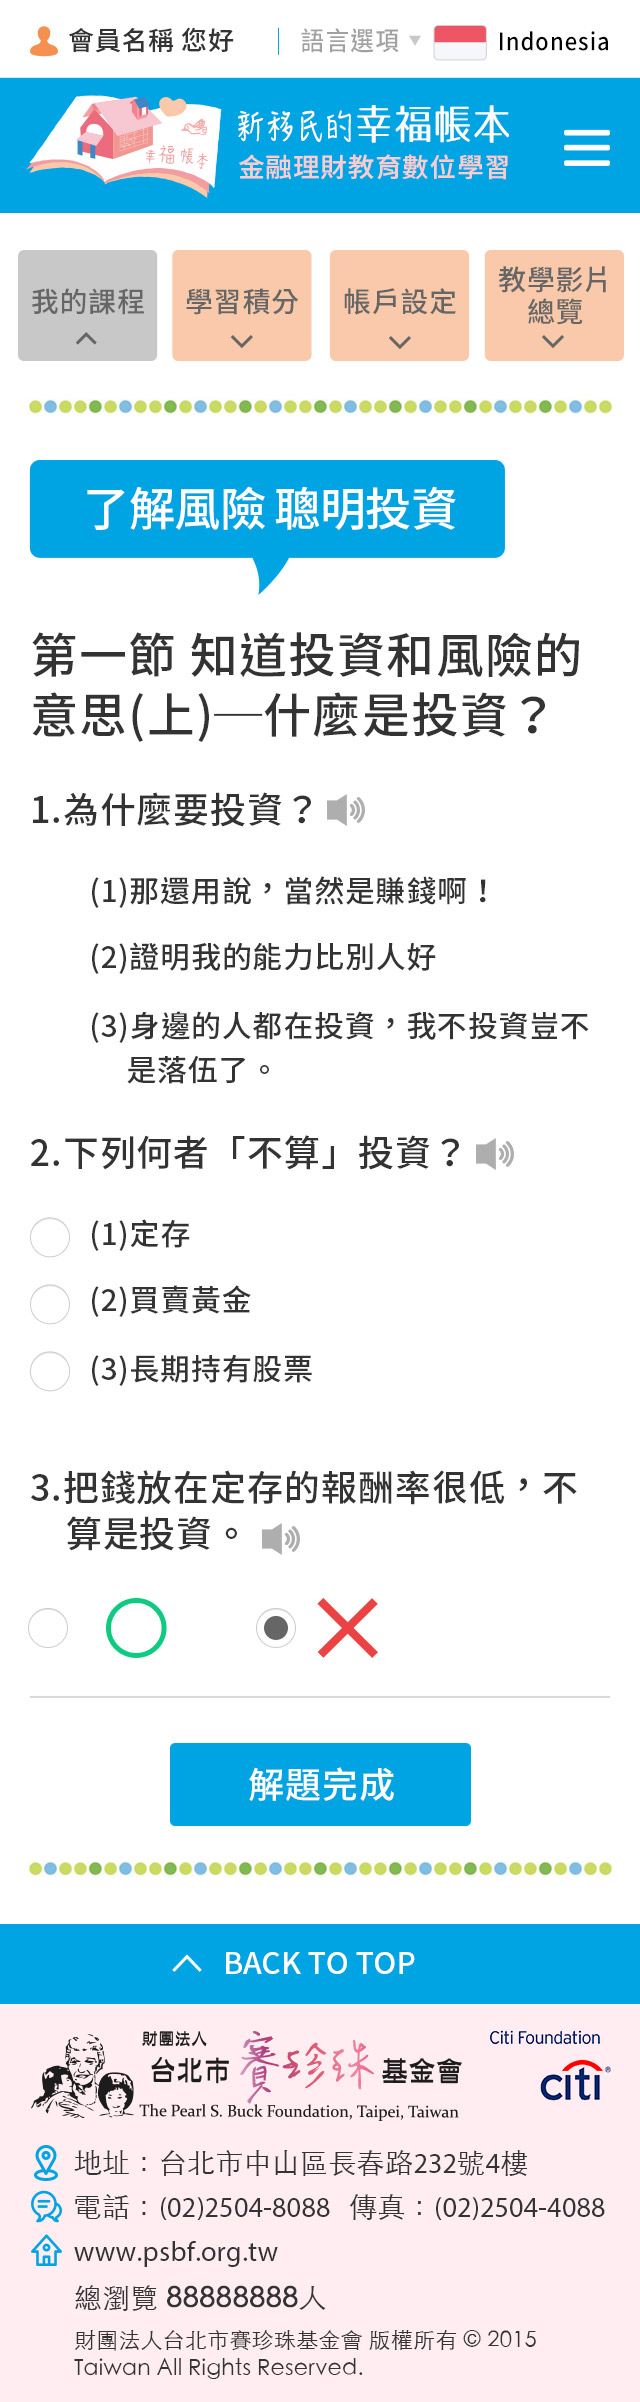 會員名稱 您好
語言選項
Indonesia
幸福帳本
新移民的幸福帳本
金融理財教育數位學習
我的課程
學習積分
帳戶設定
教學影片
總覽
了解風險 聰明投資
第一節 知道投資和風險的
意思(上)—什麼是投資？
1.為什麼要投資？
(1)那還用說，當然是賺錢啊！
(2)證明我的能力比別人好
(3)身邊的人都在投資，我不投資豈不
是落伍了。
2.下列何者「不算」投資？
(1)定存
(2)買賣黃金
(3)長期持有股票
3.把錢放在定存的報酬率很低，不
算是投資。
解題完成
BACK TO TOP
財團法人
台北市賽珍珠基金會
The Pearl S. Buck Foundation, Taipei, Taiwan
Citi Foundation
citi®
地址：台北市中山區長春路232號4樓
電話：(02)2504-8088 傳真：(02)2504-4088
www.psbf.org.tw
總瀏覽 88888888人
財團法人台北市賽珍珠基金會 版權所有 © 2015
Taiwan All Rights Reserved.